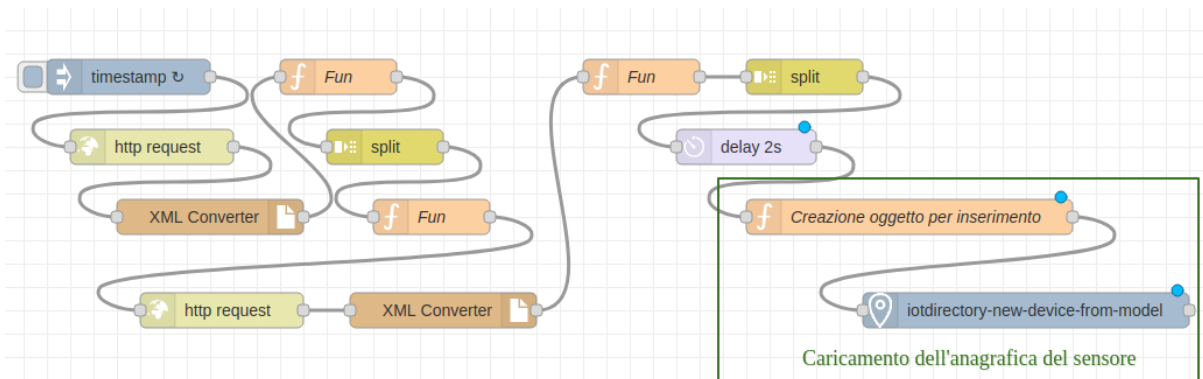 timestamp ↻
Fun
Fun
split
http request
split
delay 2s
XML Converter
Fun
Creazione oggetto per inserimento
http request
XML Converter
iotdirectory-new-device-from-model
Caricamento dell'anagrafica del sensore